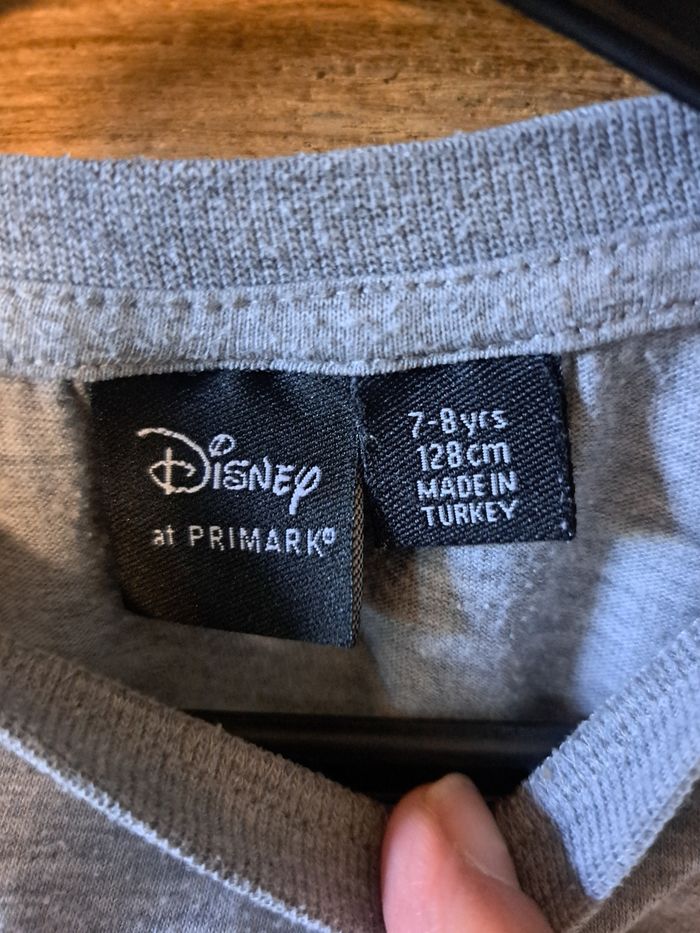 Disney
at PRIMARK®
7-8yrs
128cm
MADE IN
TURKEY